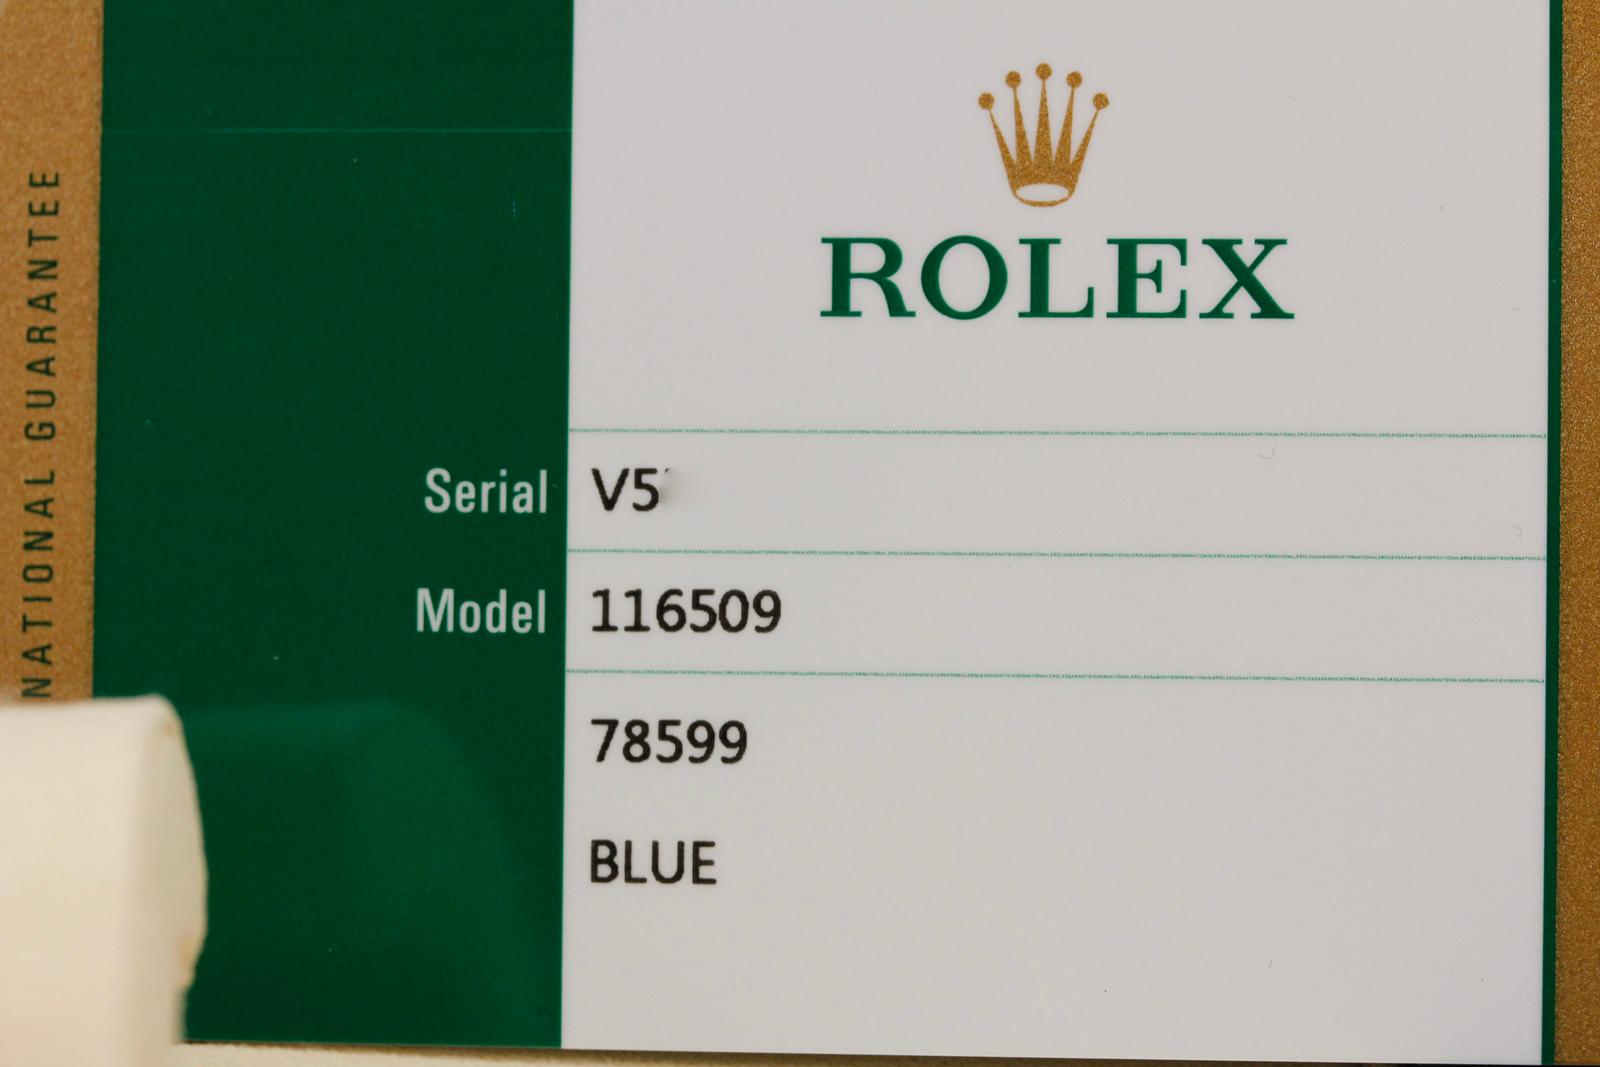 NATIONAL GUARANTEE
ROLEX
Serial V5
Model 116509
78599
BLUE